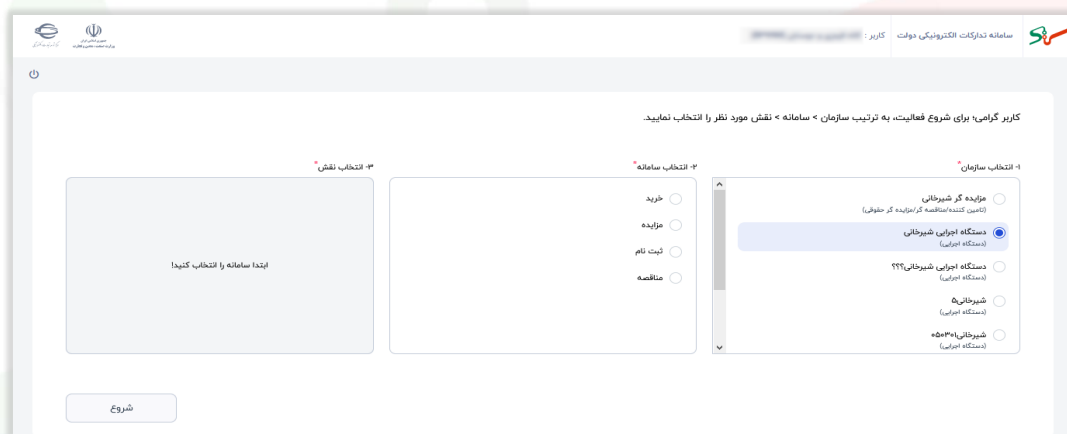 سامانه تدارکات الکترونیکی دولت
کاربر :
کاربر گرامی؛ برای شروع فعالیت، به ترتیب سازمان > سامانه > نقش مورد نظر را انتخاب نمایید.
۱- انتخاب سازمان*
مزایده گر شیرخانی
(تامین کننده/مناقصه گر/مزایده گر حقوقی)
دستگاه اجرایی شیرخانی
(دستگاه اجرایی)
دستگاه اجرایی شیرخانی؟؟؟
(دستگاه اجرایی)
شیرخانی۵
(دستگاه اجرایی)
شیرخانی۰۵۰۳۰۱
(دستگاه اجرایی)
۲- انتخاب سامانه*
خرید
مزایده
ثبت نام
مناقصه
۳- انتخاب نقش*
ابتدا سامانه را انتخاب کنید!
شروع